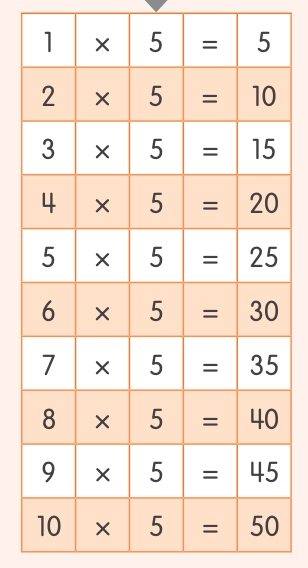 1 × 5 = 5
2 × 5 = 10
3 × 5 = 15
4 × 5 = 20
5 × 5 = 25
6 × 5 = 30
7 × 5 = 35
8 × 5 = 40
9 × 5 = 45
10 × 5 = 50